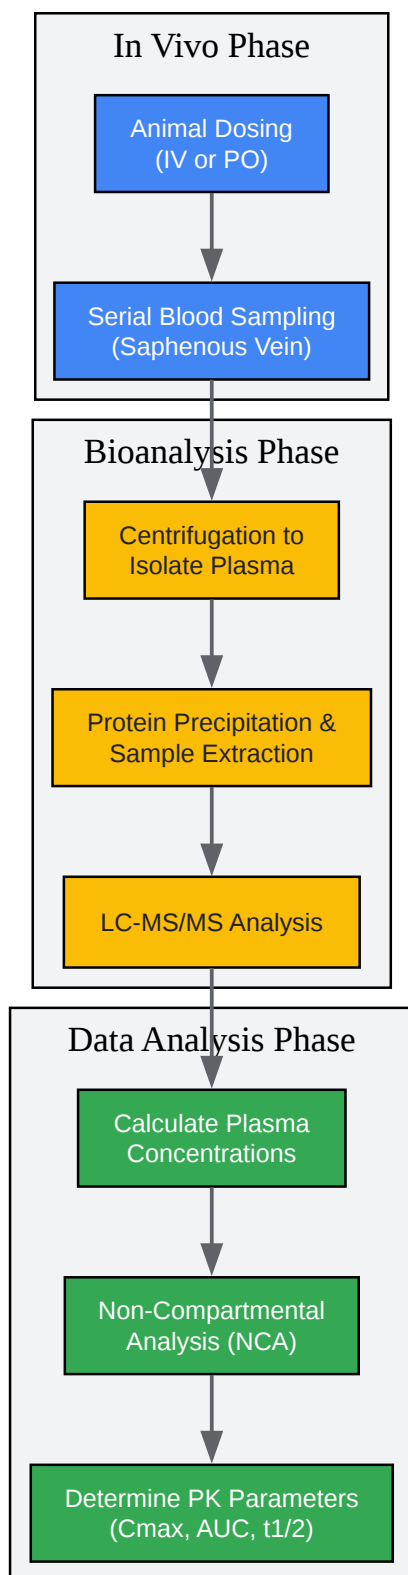 In Vivo Phase
Animal Dosing
(IV or PO)
Serial Blood Sampling
(Saphenous Vein)
Bioanalysis Phase
Centrifugation to
Isolate Plasma
Protein Precipitation &
Sample Extraction
LC-MS/MS Analysis
Data Analysis Phase
Calculate Plasma
Concentrations
Non-Compartmental
Analysis (NCA)
Determine PK Parameters
(Cmax, AUC, t1/2)